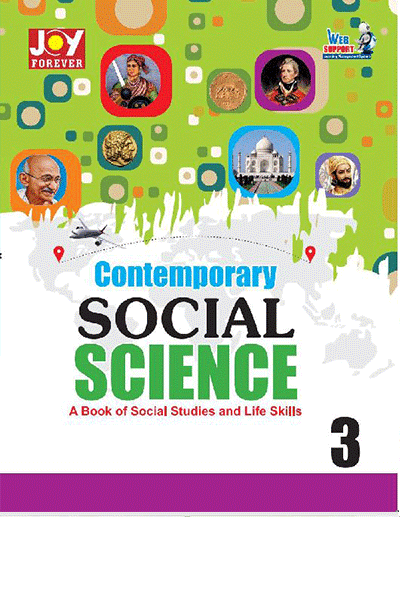 JOY
FOREVER
WEB
SUPPORT
Contemporary
SOCIAL
SCIENCE
A Book of Social Studies and Life Skills
3